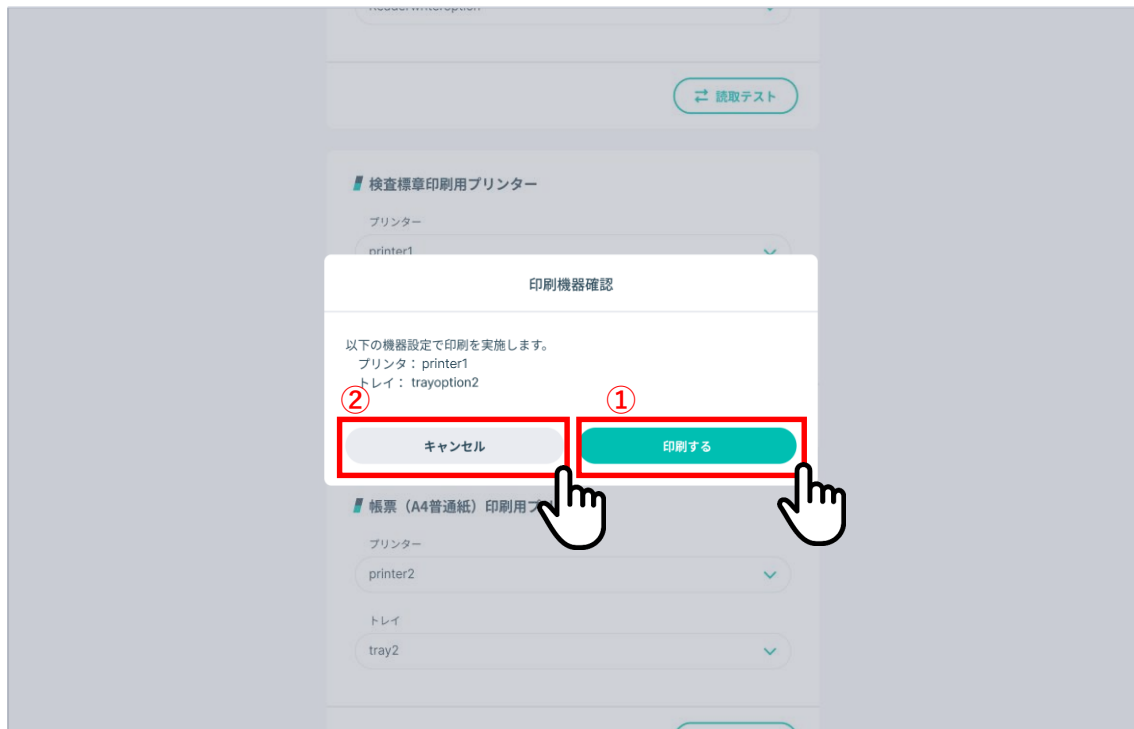 読取テスト
検査標章印刷用プリンター
プリンター
printer1
印刷機器確認
以下の機器設定で印刷を実施します。
プリンタ： printer1
トレイ： trayoption2
② ①
キャンセル 印刷する
帳票（A4普通紙）印刷用プ
プリンター
printer2
トレイ
tray2